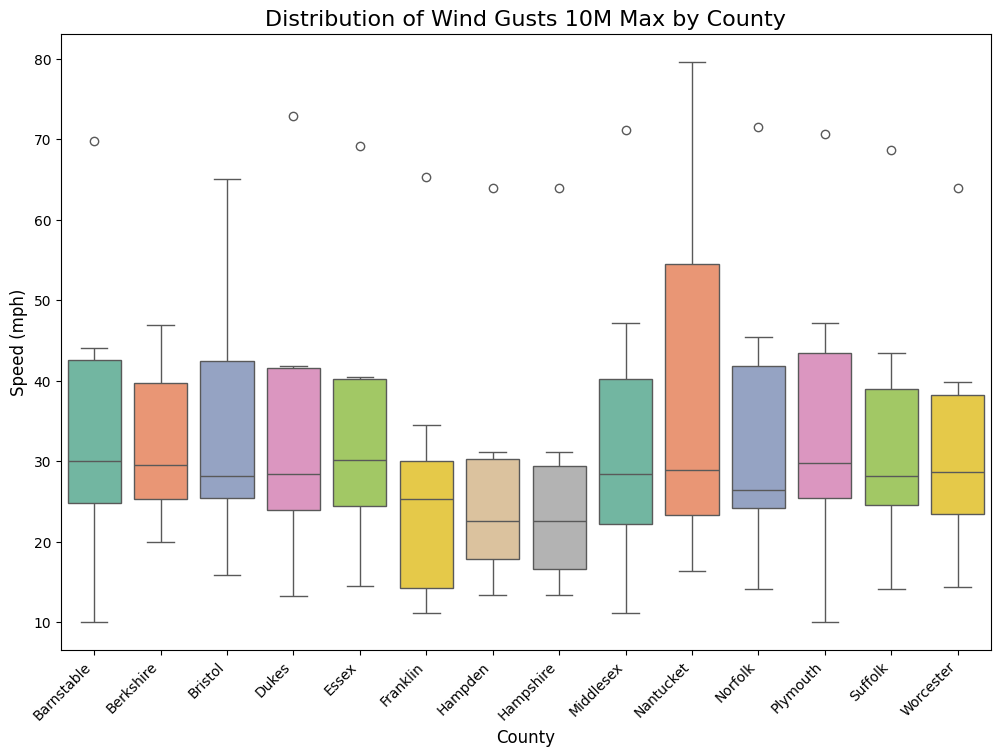 Distribution of Wind Gusts 10M Max by County
Speed (mph)
80
70
60
50
40
30
20
10
Barnstable
Berkshire
Bristol
Dukes
Essex
Franklin
Hampden
Hampshire
Middlesex
Nantucket
Norfolk
Plymouth
Suffolk
Worcester
County